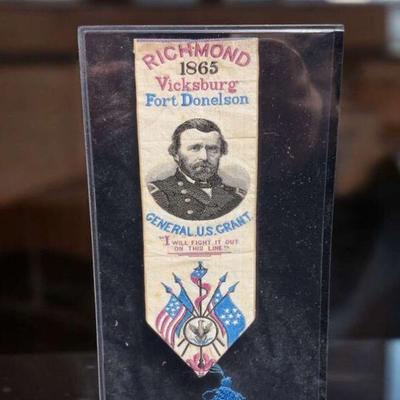 RICHMOND
1865
Vicksburg
Fort Donelson
GENERAL.U.S.GRANT.
"I WILL FIGHT IT OUT
ON THIS LINE"